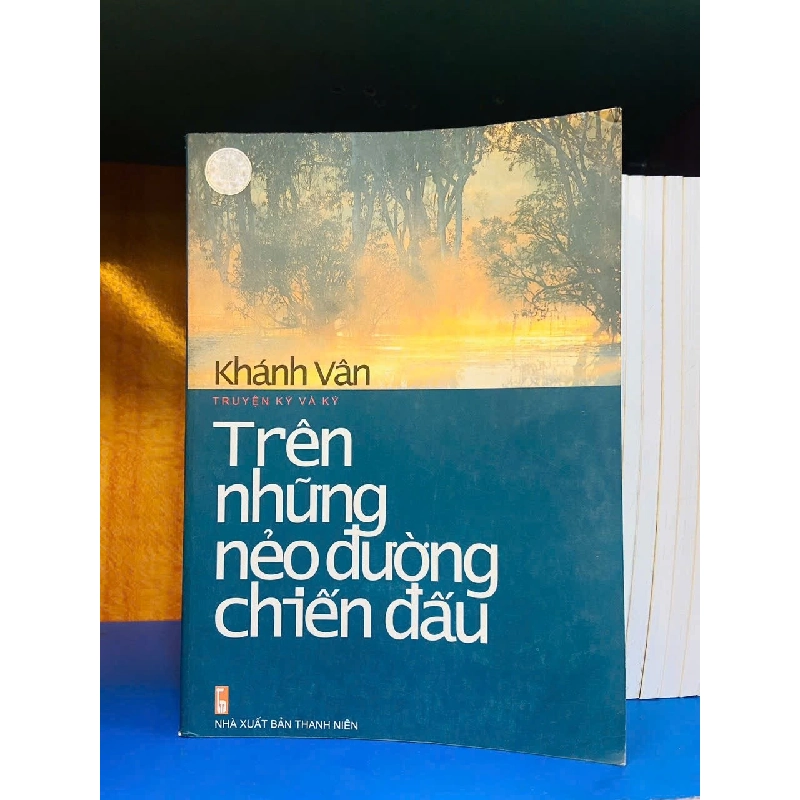 Khánh Vân
TRUYỆN KÝ VÀ KÝ
Trên
những
nẻo đường
chiến đấu
NHÀ XUẤT BẢN THANH NIÊN